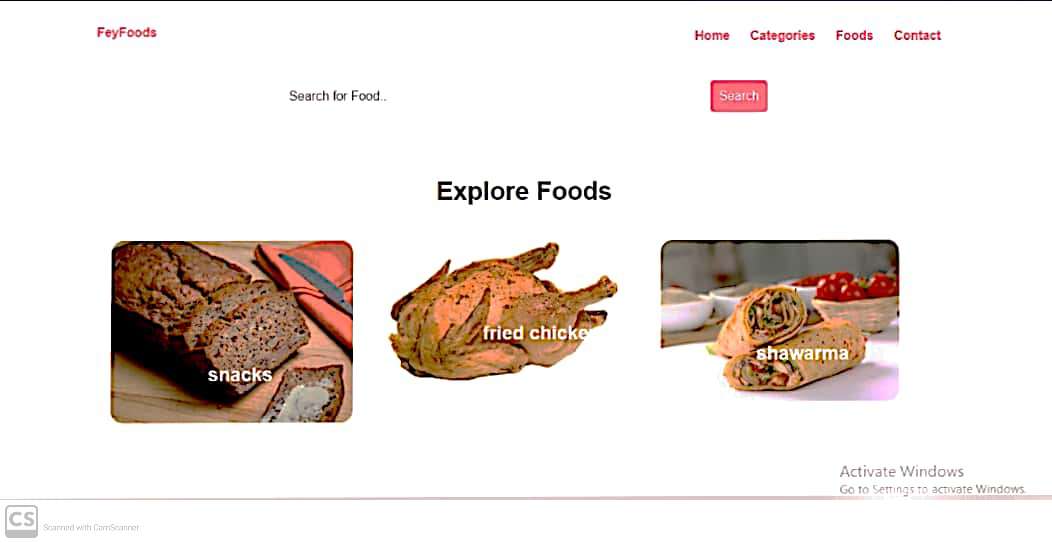 FeyFoods
Home Categories Foods Contact
Search for Food..
Search
Explore Foods
snacks
fried chicken
shawarma
Activate Windows
Go to Settings to activate Windows.
CS
Scanned with CamScanner